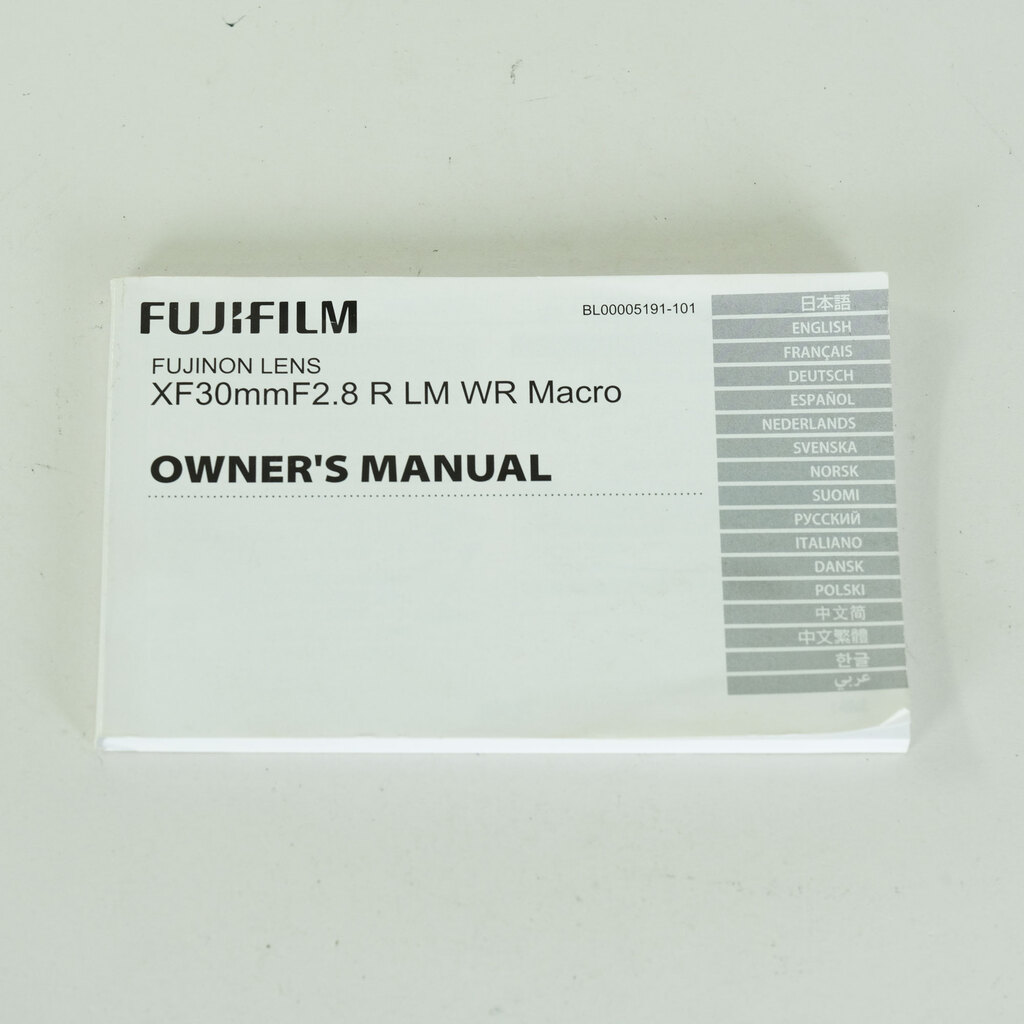 FUJIFILM
BL00005191-101
FUJINON LENS
XF30mmF2.8 R LM WR Macro
OWNER'S MANUAL
日本語
ENGLISH
FRANÇAIS
DEUTSCH
ESPAÑOL
NEDERLANDS
SVENSKA
NORSK
SUOMI
РУССКИЙ
ITALIANO
DANSK
POLSKI
中文简
中文繁體
한글
عربي